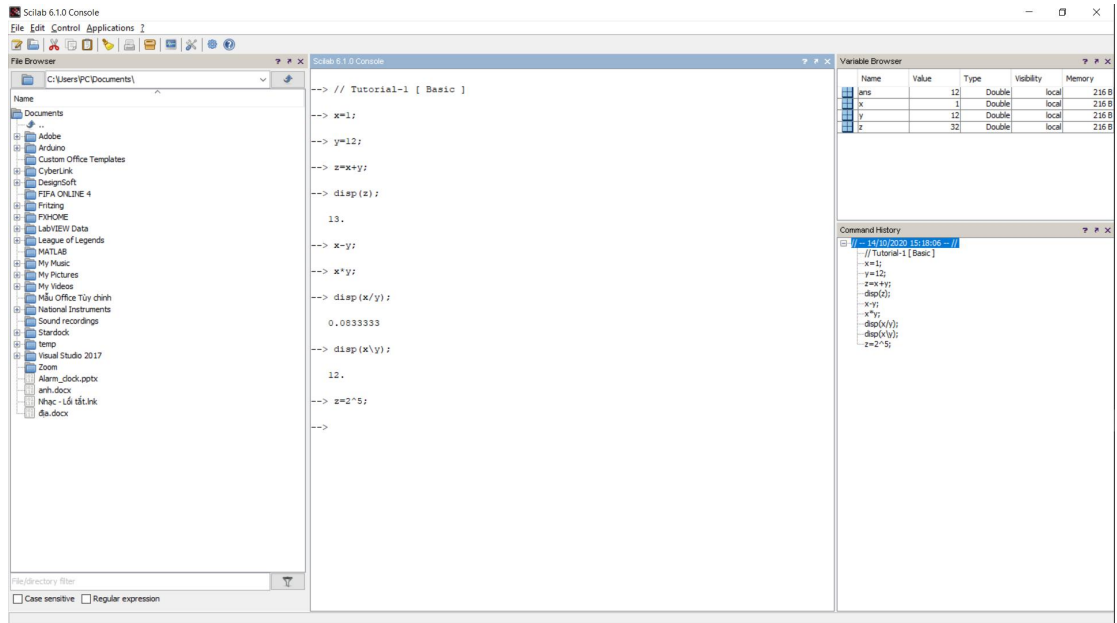 Scilab 6.1.0 Console
File Edit Control Applications ?
File Browser
C:\Users\PC\Documents\
Name
Documents
..
Adobe
Arduino
Custom Office Templates
CyberLink
DesignSoft
FIFA ONLINE 4
Fritzing
FXHOME
LabVIEW Data
League of Legends
MATLAB
My Music
My Pictures
My Videos
Mẫu Office Tùy chỉnh
National Instruments
Sound recordings
Stardock
temp
Visual Studio 2017
Zoom
Alarm_clock.pptx
anh.docx
Nhạc - Lối tắt.lnk
địa.docx
File/directory filter
Case sensitive Regular expression
Scilab 6.1.0 Console
--> // Tutorial-1 [ Basic ]
--> x=1;
--> y=12;
--> z=x+y;
--> disp(z);
13.
--> x-y;
--> x*y;
--> disp(x/y);
0.0833333
--> disp(x\y);
12.
--> z=2^5;
-->
Variable Browser
Name Value Type Visibility Memory
ans 12 Double local 216 B
x 1 Double local 216 B
y 12 Double local 216 B
z 32 Double local 216 B
Command History
// -- 14/10/2020 15:18:06 -- //
// Tutorial-1 [ Basic ]
x=1;
y=12;
z=x+y;
disp(z);
x-y;
x*y;
disp(x/y);
disp(x\y);
z=2^5;